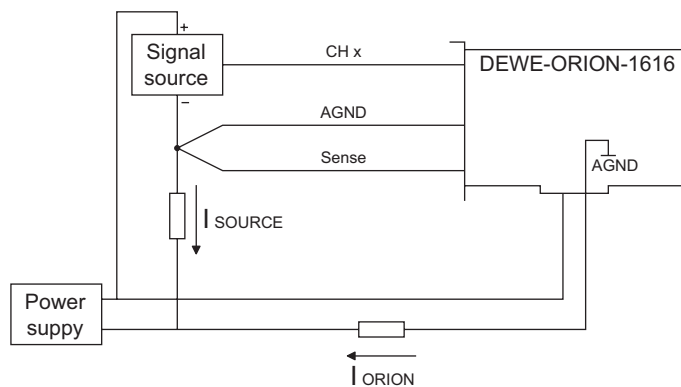 +
Signal
source
−
CH x
DEWE-ORION-1616
AGND
Sense
AGND
I SOURCE
Power
suppy
I ORION